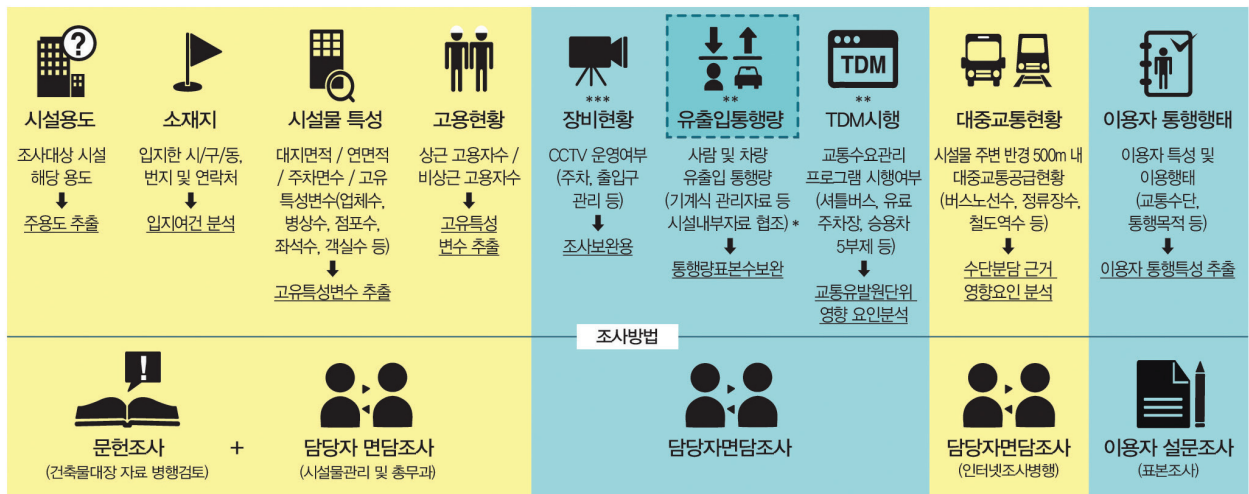 ?
시설용도
조사대상 시설
해당 용도
주용도 추출
소재지
입지한 시/구/동,
번지 및 연락처
입지여건 분석
시설물 특성
대지면적 / 연면적
/ 주차면수 / 고유
특성변수(업체수,
병상수, 점포수,
좌석수, 객실수 등)
고유특성변수 추출
고용현황
상근 고용자수 /
비상근 고용자수
고유특성
변수 추출
***
장비현황
CCTV 운영여부
(주차, 출입구
관리 등)
조사보완용
**
유출입통행량
사람 및 차량
유출입 통행량
(기계식 관리자료 등
시설내부자료 협조) *
통행량표본수보완
TDM
**
TDM시행
교통수요관리
프로그램 시행여부
(셔틀버스, 유료
주차장, 승용차
5부제 등)
교통유발원단위
영향 요인분석
대중교통현황
시설물 주변 반경 500m 내
대중교통공급현황
(버스노선수, 정류장수,
철도역수 등)
수단분담 근거
영향요인 분석
이용자 통행행태
이용자 특성 및
이용행태
(교통수단,
통행목적 등)
이용자 통행특성 추출
조사방법
!
문헌조사
(건축물대장 자료 병행검토)
+
담당자 면담조사
(시설물관리 및 총무과)
담당자면담조사
담당자면담조사
(인터넷조사병행)
이용자 설문조사
(표본조사)